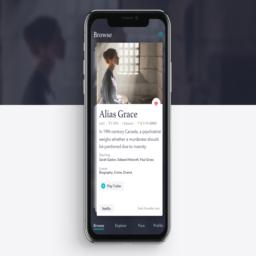 Browse
Alias Grace
In 19th-century Canada, a psychiatrist
weighs whether a murderess should
be pardoned due to insanity.
Starring
Sarah Gadon, Edward Holcroft, Paul Gross
Genre
Biography, Crime, Drama
Play Trailer
Netflix
Browse Explore Fave Profile